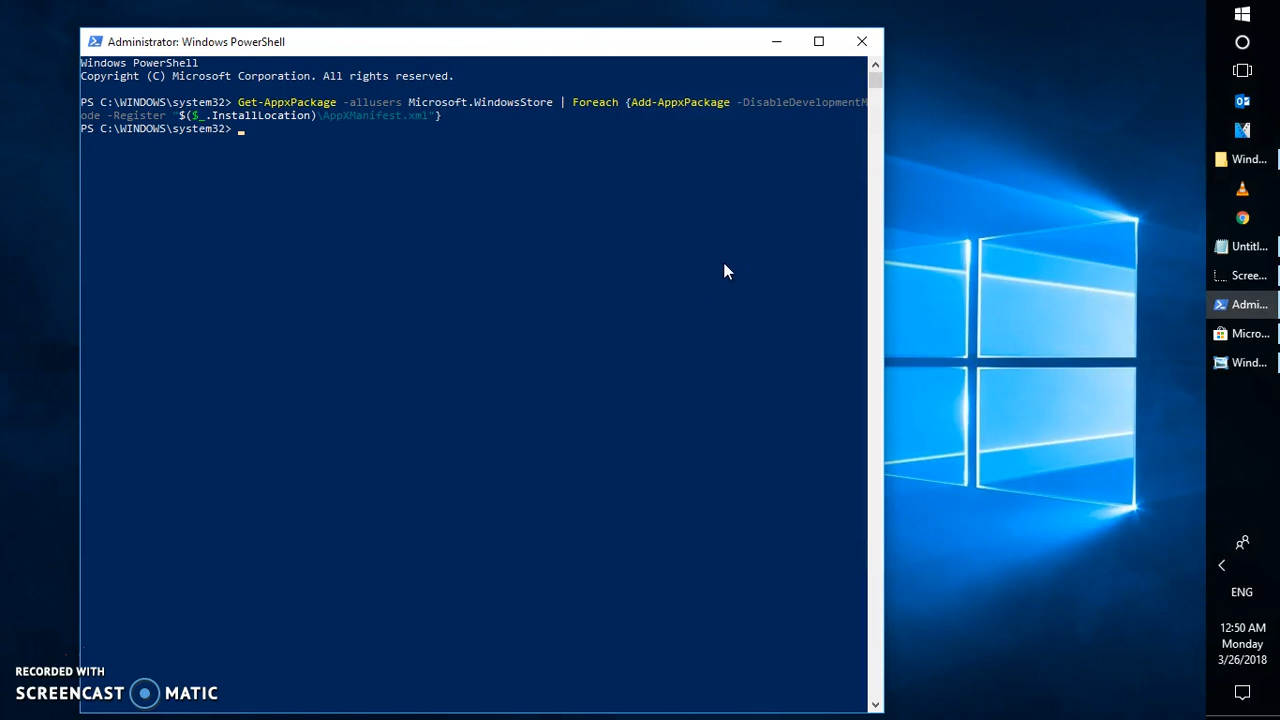 Administrator: Windows PowerShell
Windows PowerShell
Copyright (C) Microsoft Corporation. All rights reserved.
PS C:\WINDOWS\system32> Get-AppxPackage -allusers Microsoft.WindowsStore | Foreach {Add-AppxPackage -DisableDevelopmentM
ode -Register "$($_.InstallLocation)\AppXManifest.xml"}
PS C:\WINDOWS\system32>
Wind...
Untitl...
Scree...
Admi...
Micro...
Wind...
ENG
12:50 AM
Monday
3/26/2018
RECORDED WITH
SCREENCAST MATIC